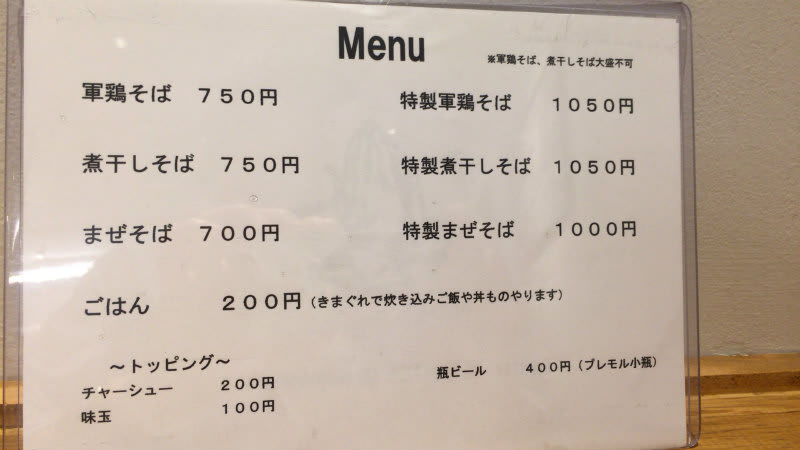 Menu
※軍鶏そば、煮干しそば大盛不可
軍鶏そば 750円 特製軍鶏そば 1050円
煮干しそば 750円 特製煮干しそば 1050円
まぜそば 700円 特製まぜそば 1000円
ごはん 200円(きまぐれで炊き込みご飯や丼ものやります)
～トッピング～
チャーシュー 200円 瓶ビール 400円(プレモル小瓶)
味玉 100円